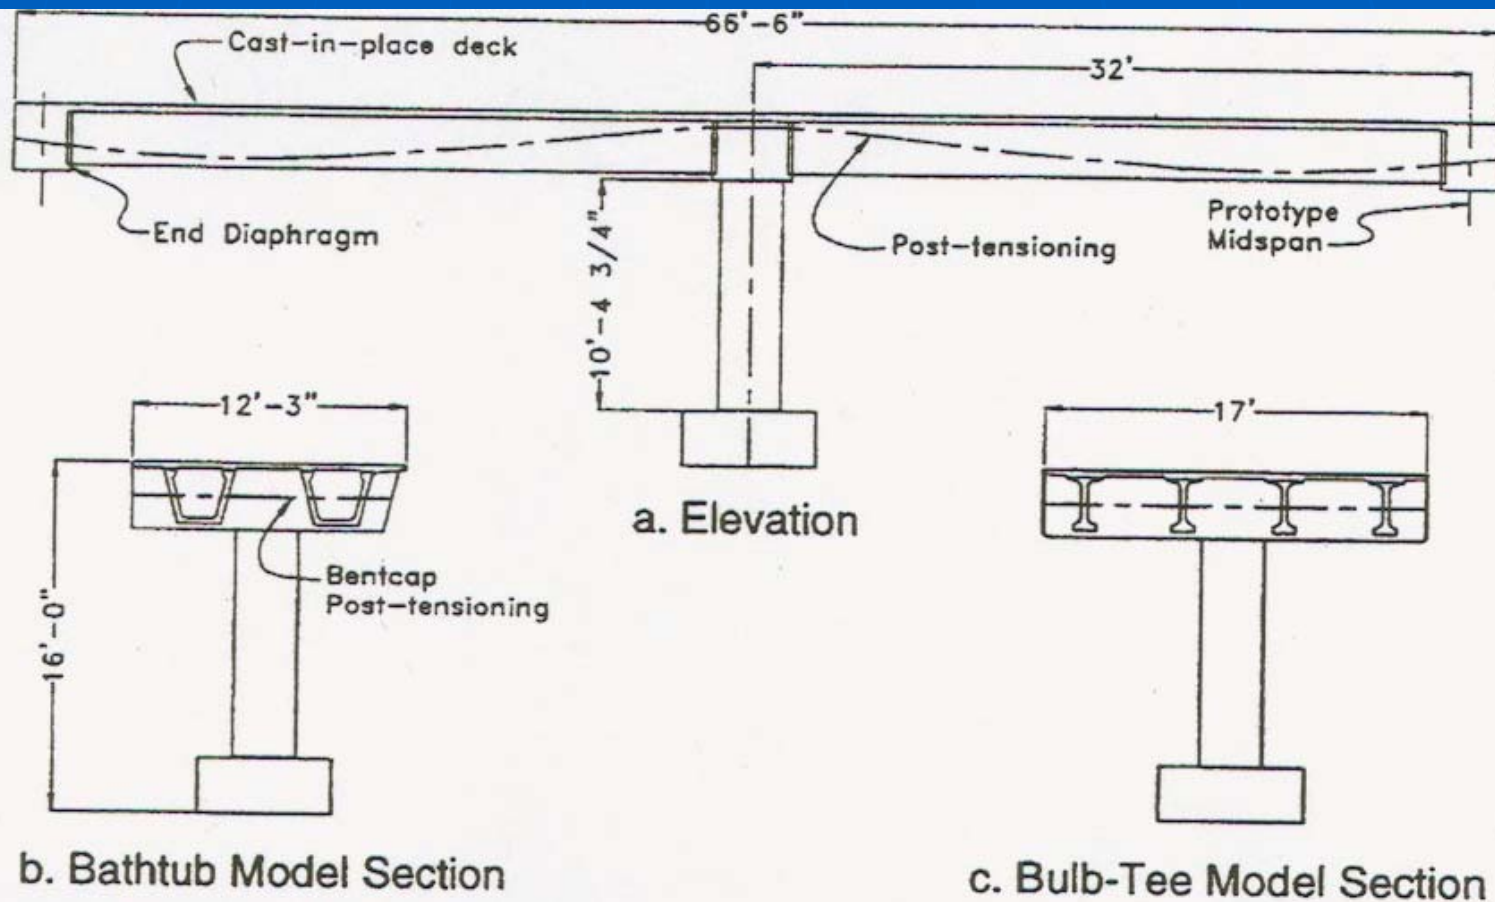 66'-6"
Cast-in-place deck
32'
End Diaphragm
10'-4 3/4"
Post-tensioning
Prototype
Midspan
12'-3"
17'
a. Elevation
Bentcap
Post-tensioning
16'-0"
b. Bathtub Model Section
c. Bulb-Tee Model Section